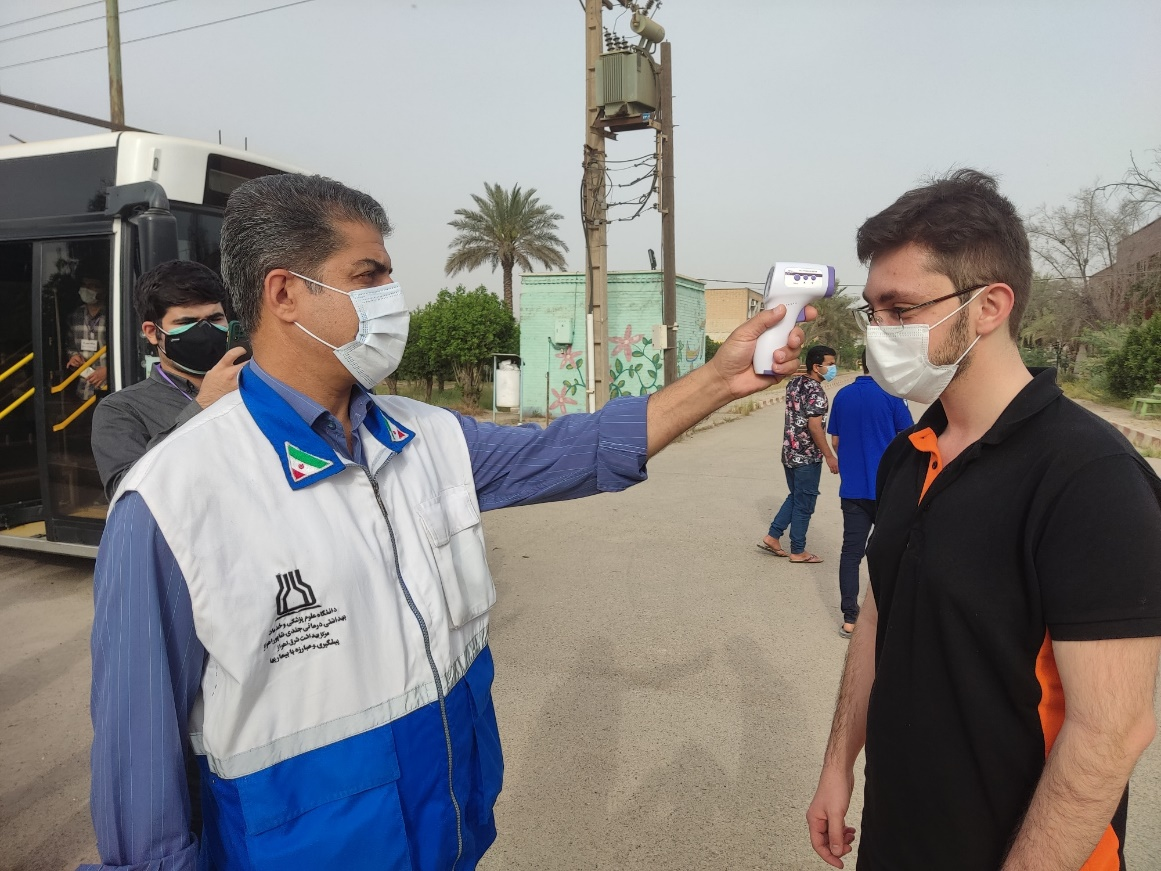 دانشگاه علوم پزشکی و خدمات
بهداشتی درمانی جندی شاپور اهواز
مرکز بهداشت شرق اهواز
پیشگیری و مبارزه با بیماریها